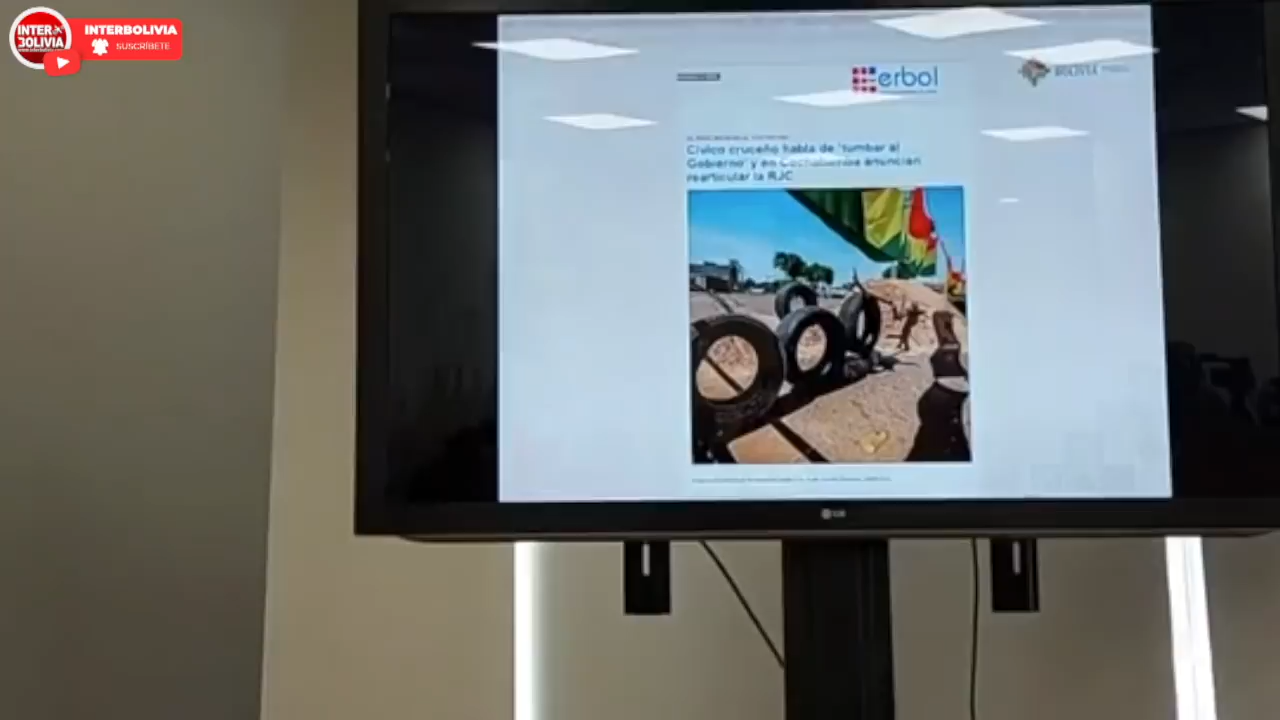 INTER
BOLIVIA
INTERBOLIVIA
SUSCRÍBETE
erbol
BOLIVIA
Cívico cruceño habla de 'tumbar al
Gobierno' y en Cochabamba anuncian
rearticular la RJC
LG